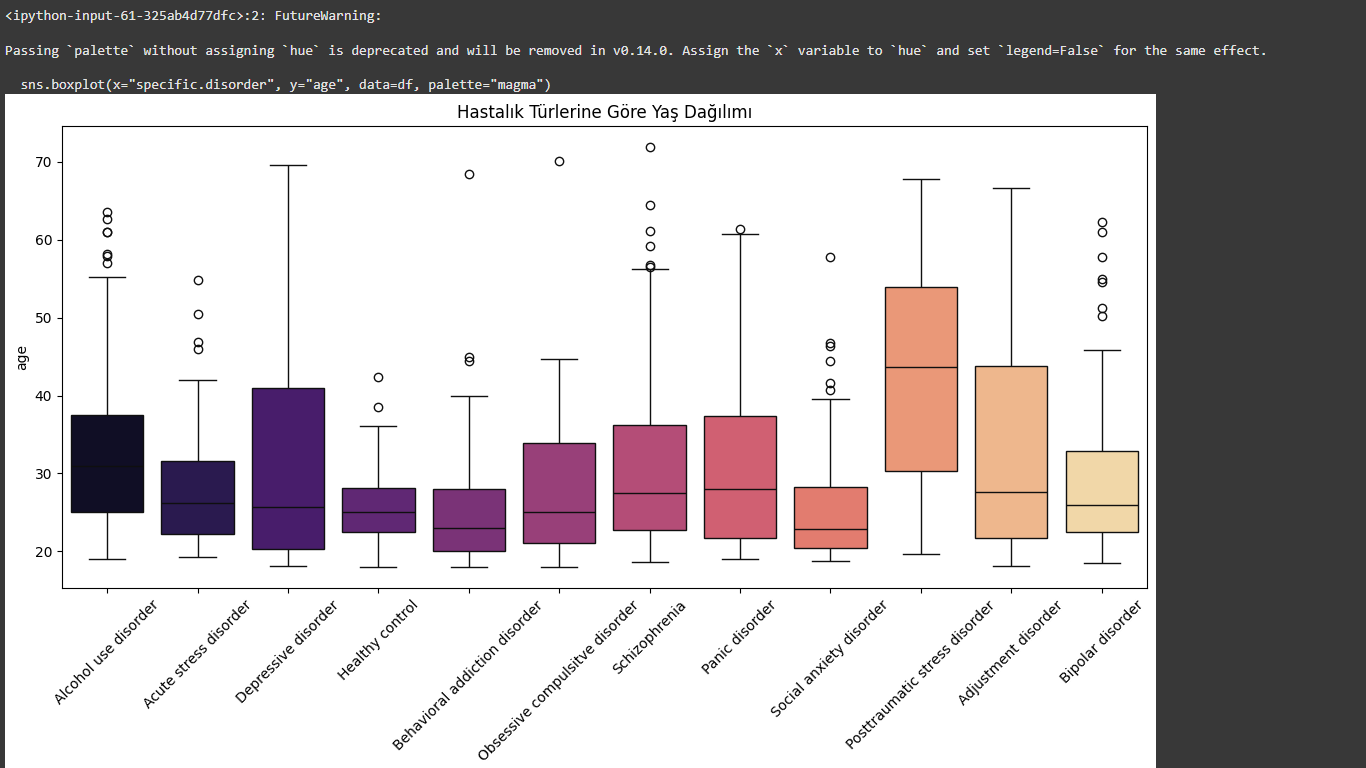 <ipython-input-61-325ab4d77dfc>:2: FutureWarning:
Passing `palette` without assigning `hue` is deprecated and will be removed in v0.14.0. Assign the `x` variable to `hue` and set `legend=False` for the same effect.
sns.boxplot(x="specific.disorder", y="age", data=df, palette="magma")
Hastalık Türlerine Göre Yaş Dağılımı
70
60
50
40
30
20
age
Alcohol use disorder
Acute stress disorder
Depressive disorder
Healthy control
Behavioral addiction disorder
Obsessive compulsitve disorder
Schizophrenia
Panic disorder
Social anxiety disorder
Posttraumatic stress disorder
Adjustment disorder
Bipolar disorder